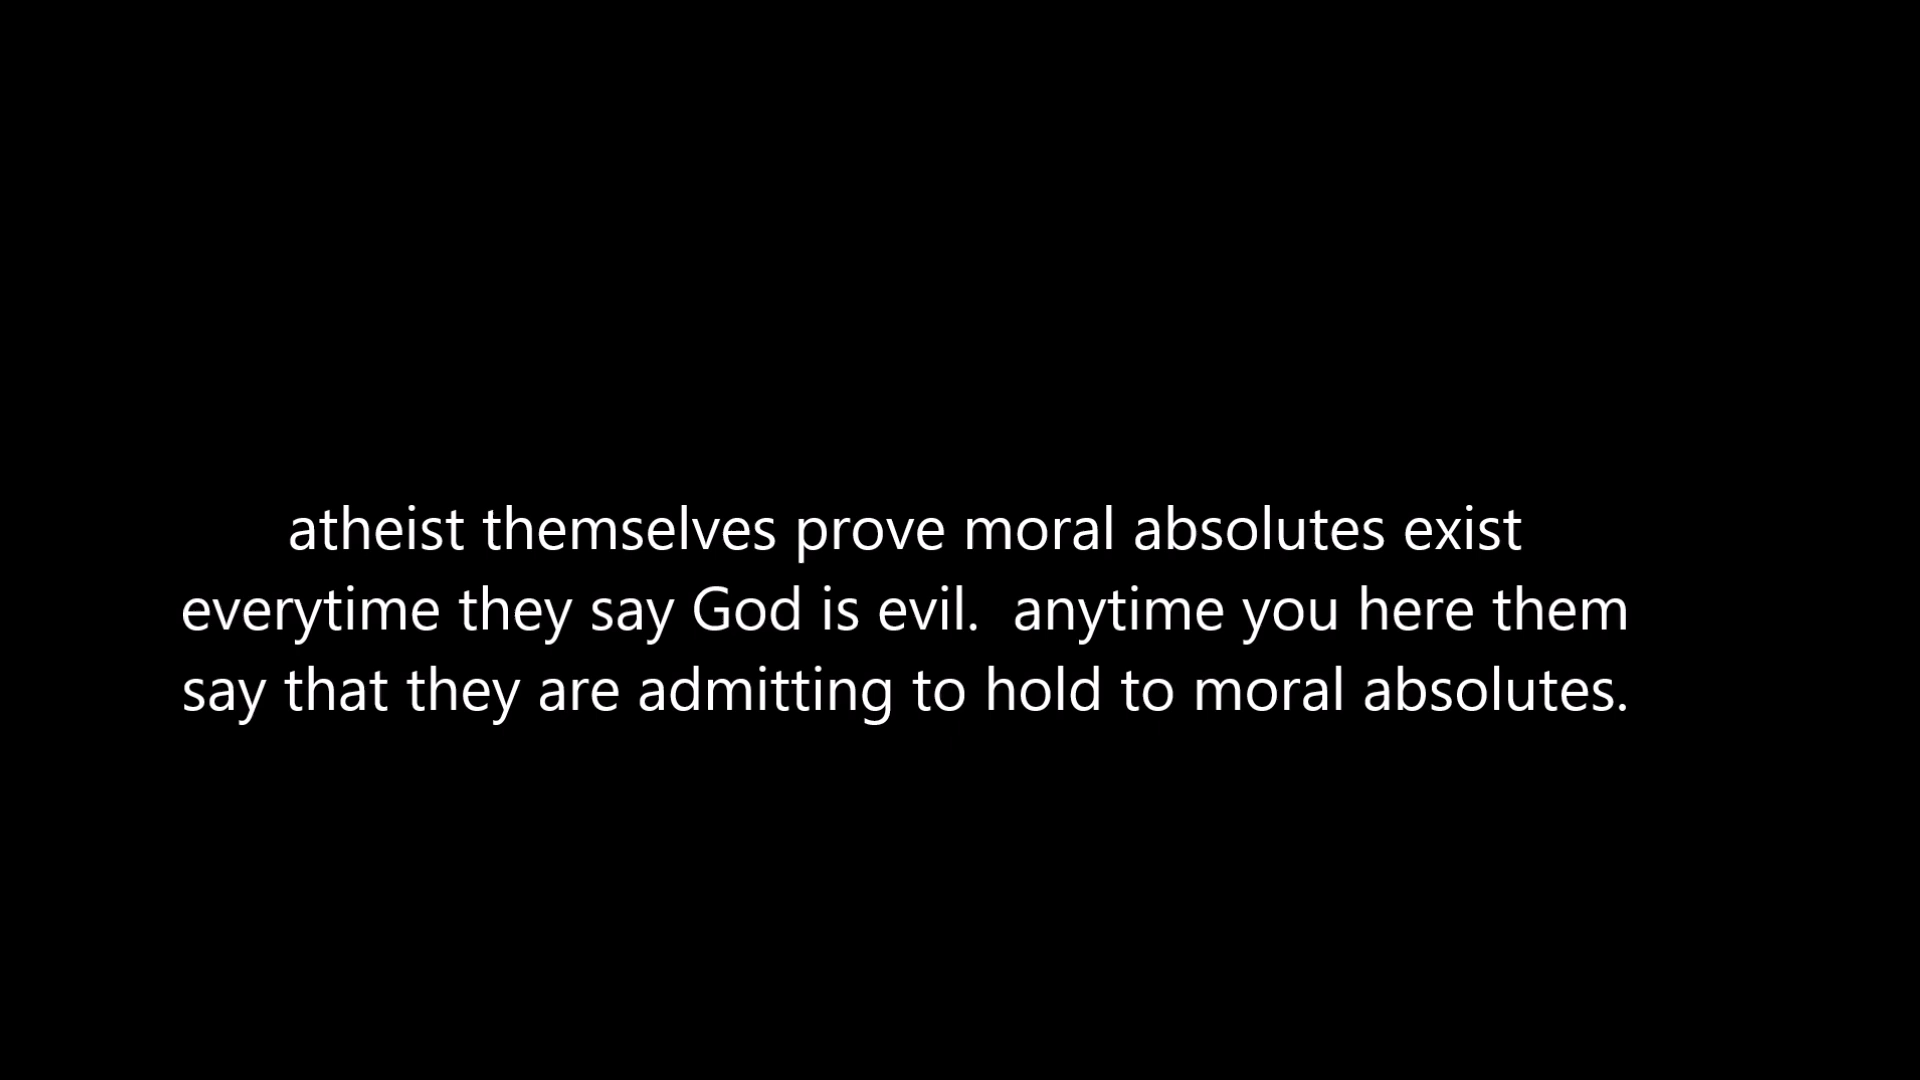 atheist themselves prove moral absolutes exist
everytime they say God is evil.  anytime you here them
say that they are admitting to hold to moral absolutes.